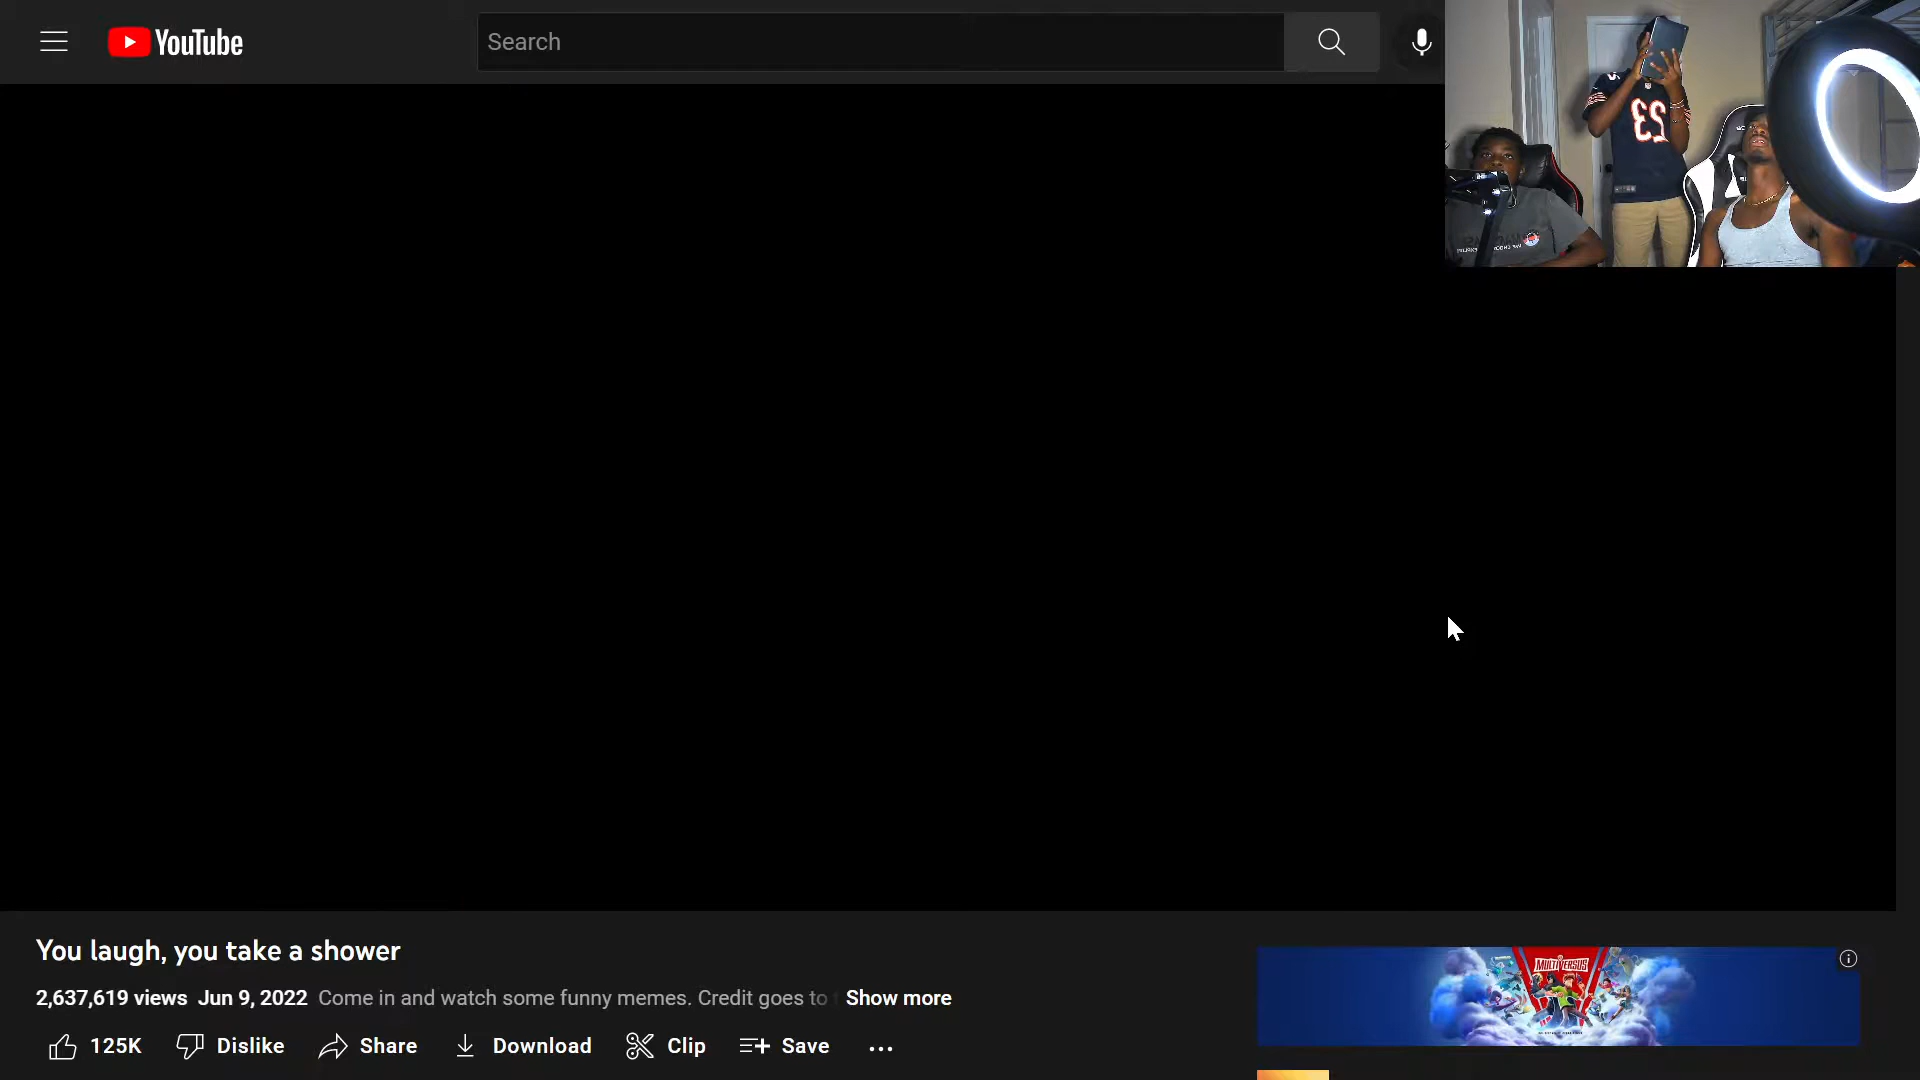 YouTube
Search
23
You laugh, you take a shower
2,637,619 views Jun 9, 2022 Come in and watch some funny memes. Credit goes to Show more
125K Dislike Share Download Clip Save
MULTIVERSUS